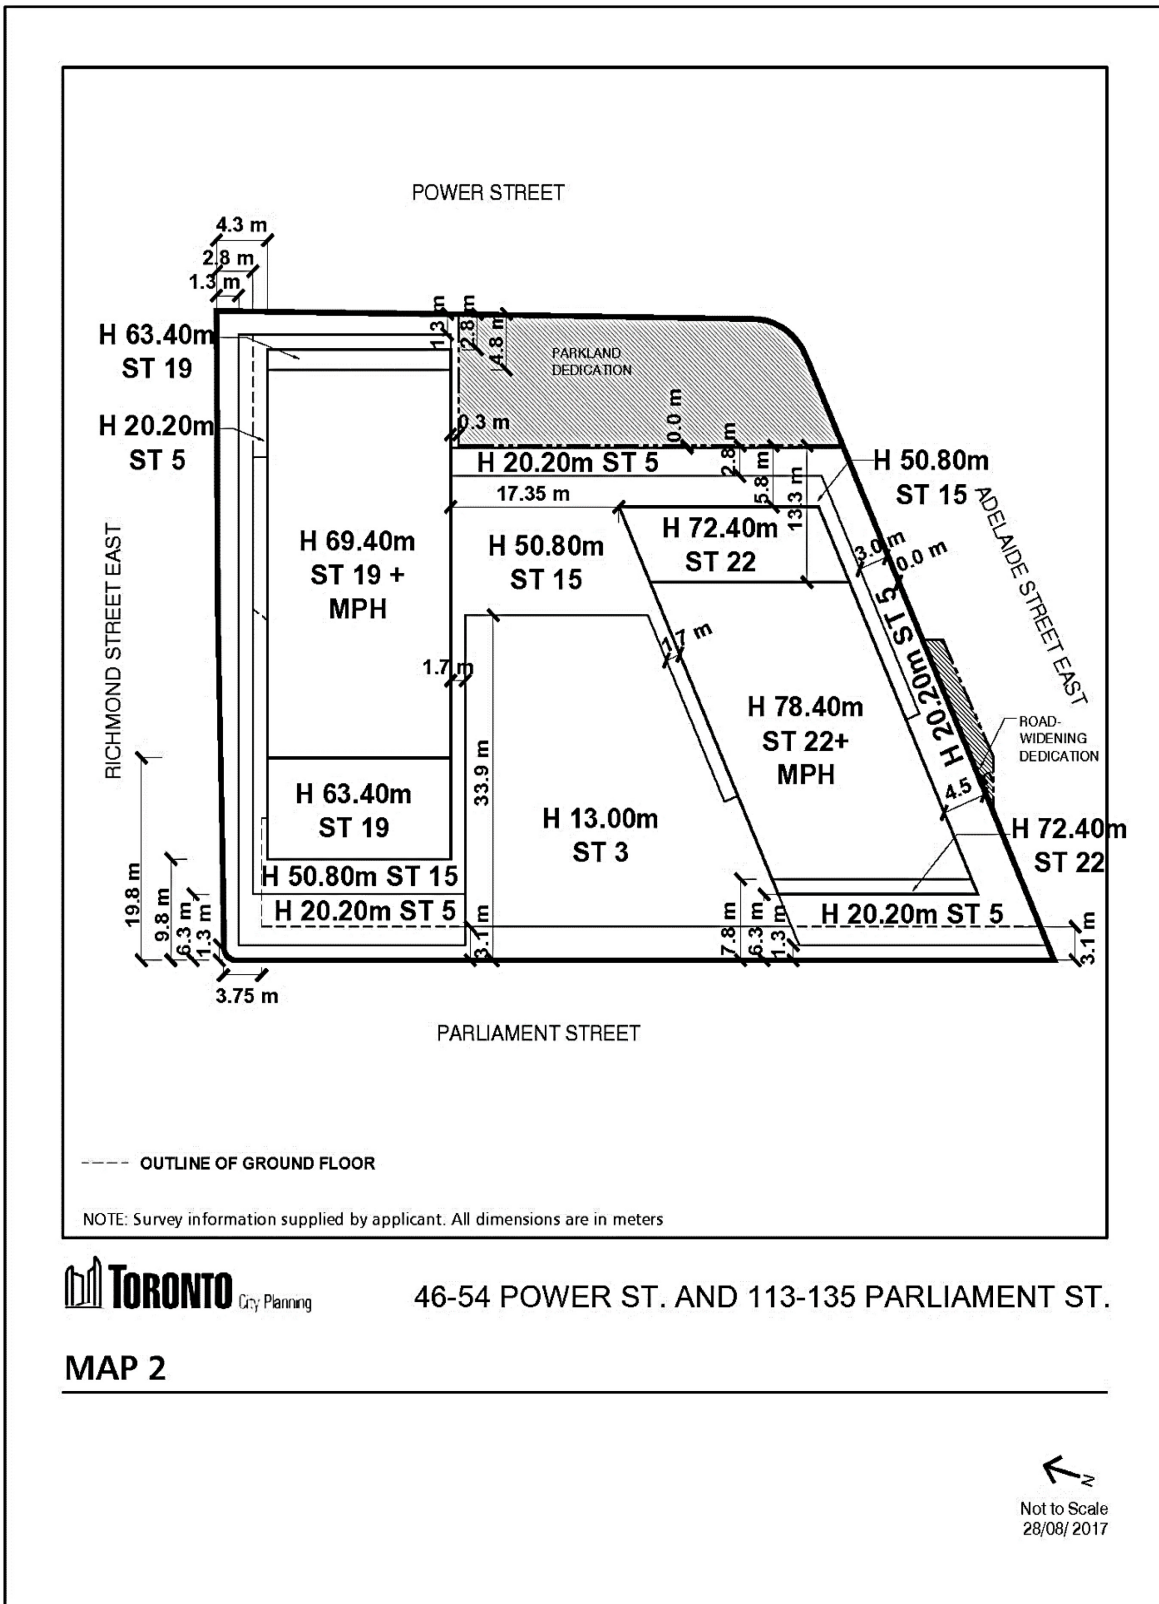 POWER STREET
4.3 m
2.8 m
1.3 m
H 63.40m
ST 19
1.3 m
2.8 m
4.8 m
PARKLAND
DEDICATION
H 20.20m
ST 5
0.3 m
0.0 m
H 20.20m ST 5
2.8 m
5.8 m
13.3 m
H 50.80m
ST 15
17.35 m
H 69.40m
ST 19 +
MPH
H 50.80m
ST 15
H 72.40m
ST 22
3.0 m
0.0 m
ADELAIDE STREET EAST
RICHMOND STREET EAST
1.7 m
1.7 m
H 20.20m ST 5
H 78.40m
ST 22+
MPH
ROAD-
WIDENING
DEDICATION
33.9 m
4.5
H 63.40m
ST 19
H 13.00m
ST 3
H 72.40m
ST 22
H 50.80m ST 15
H 20.20m ST 5
H 20.20m ST 5
19.8 m
9.8 m
6.3 m
1.3 m
3.1 m
7.8 m
6.3 m
1.3 m
3.1 m
3.75 m
PARLIAMENT STREET
OUTLINE OF GROUND FLOOR
NOTE: Survey information supplied by applicant. All dimensions are in meters
TORONTO City Planning
46-54 POWER ST. AND 113-135 PARLIAMENT ST.
MAP 2
N
Not to Scale
28/08/ 2017